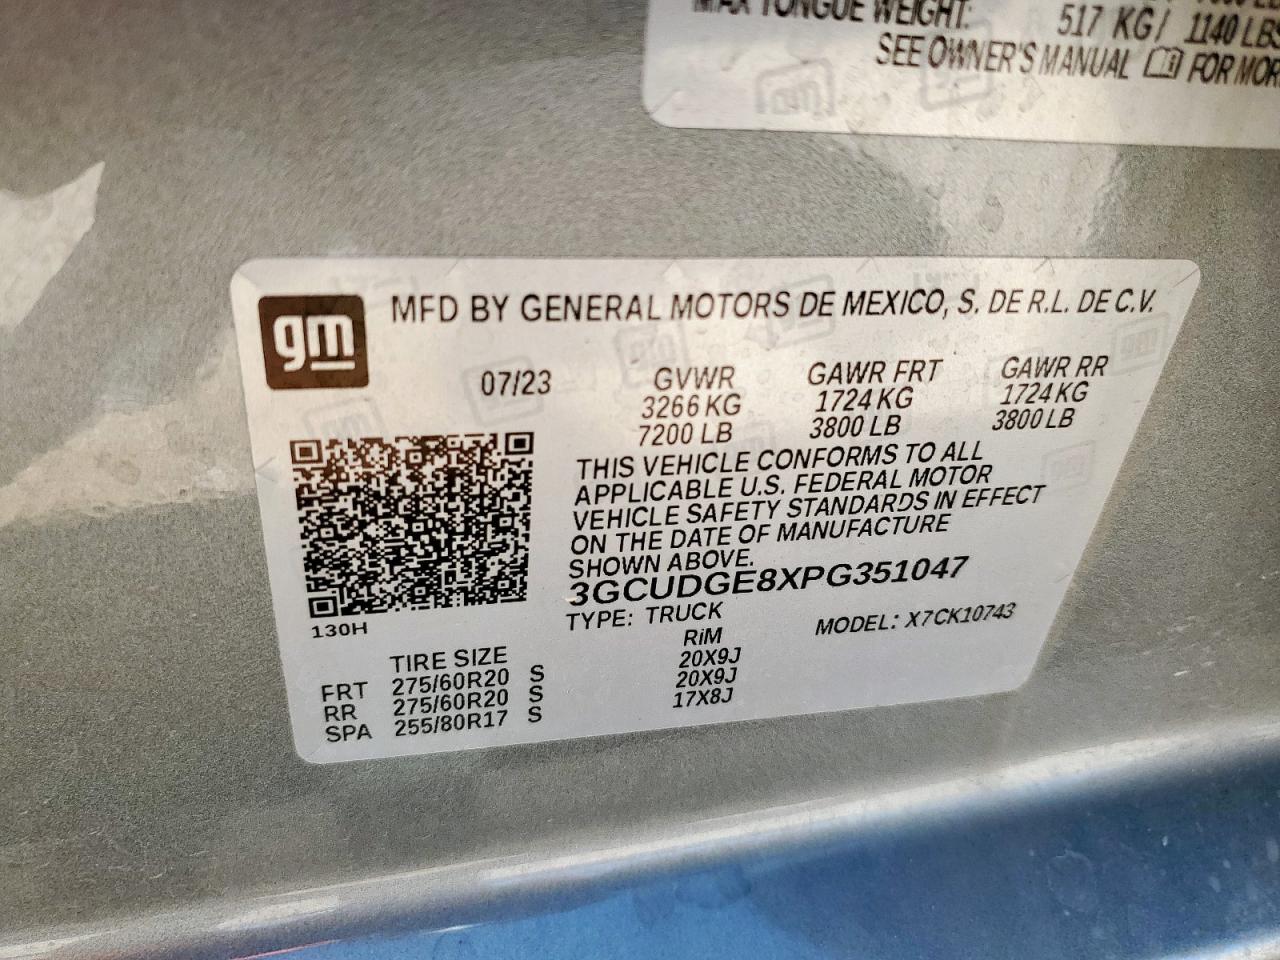 MAX TONGUE WEIGHT: 517 KG/ 1140 LBS
SEE OWNER'S MANUAL FOR MOR
gm
MFD BY GENERAL MOTORS DE MEXICO, S. DE R.L. DE C.V.
07/23 GVWR GAWR FRT GAWR RR
3266 KG 1724 KG 1724 KG
7200 LB 3800 LB 3800 LB
THIS VEHICLE CONFORMS TO ALL
APPLICABLE U.S. FEDERAL MOTOR
VEHICLE SAFETY STANDARDS IN EFFECT
ON THE DATE OF MANUFACTURE
SHOWN ABOVE.
3GCUDGE8XPG351047
130H
TYPE: TRUCK MODEL: X7CK10743
TIRE SIZE RiM
FRT 275/60R20 S 20X9J
RR 275/60R20 S 20X9J
SPA 255/80R17 S 17X8J